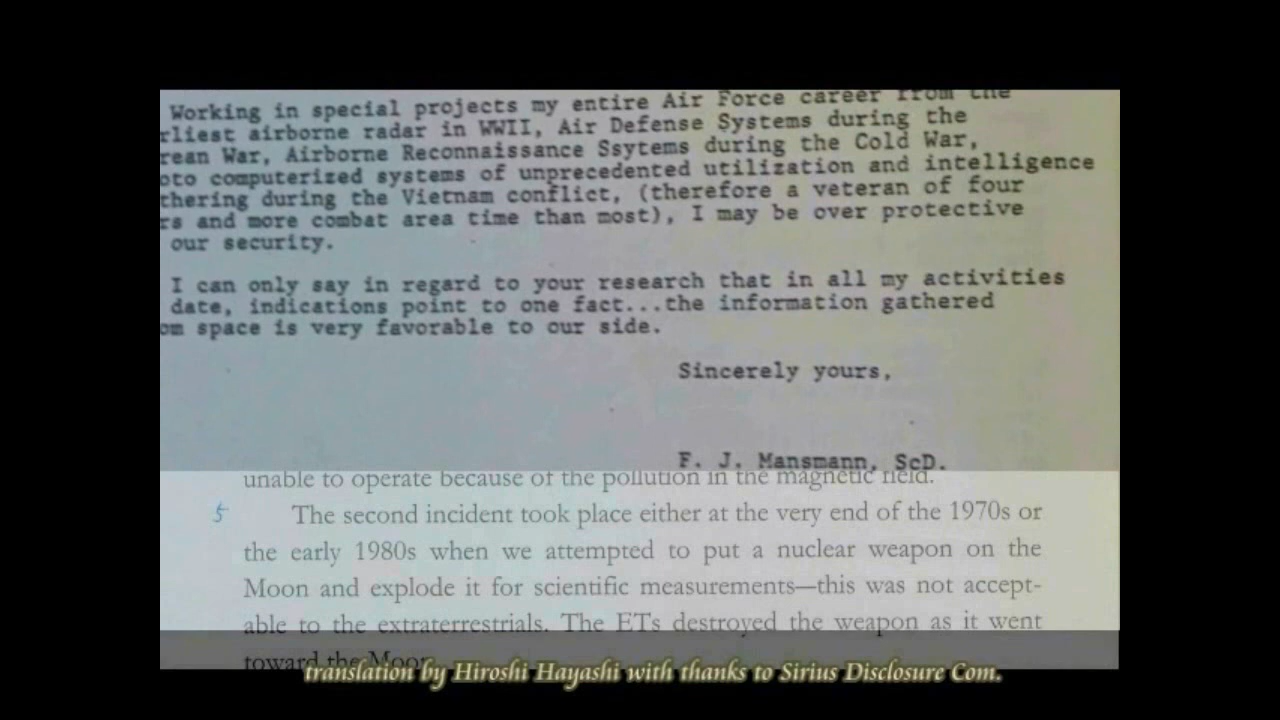 Working in special projects my entire Air Force career from the
rliest airborne radar in WWII, Air Defense Systems during the
rean War, Airborne Reconnaissance Ssytems during the Cold War,
oto computerized systems of unprecedented utilization and intelligence
thering during the Vietnam conflict, (therefore a veteran of four
rs and more combat area time than most), I may be over protective
our security.
I can only say in regard to your research that in all my activities
date, indications point to one fact...the information gathered
om space is very favorable to our side.
Sincerely yours,
F. J. Mansmann, ScD.
unable to operate because of the pollution in the magnetic field.
5 The second incident took place either at the very end of the 1970s or
the early 1980s when we attempted to put a nuclear weapon on the
Moon and explode it for scientific measurements—this was not accept-
able to the extraterrestrials. The ETs destroyed the weapon as it went
toward the Moon
translation by Hiroshi Hayashi with thanks to Sirius Disclosure Com.